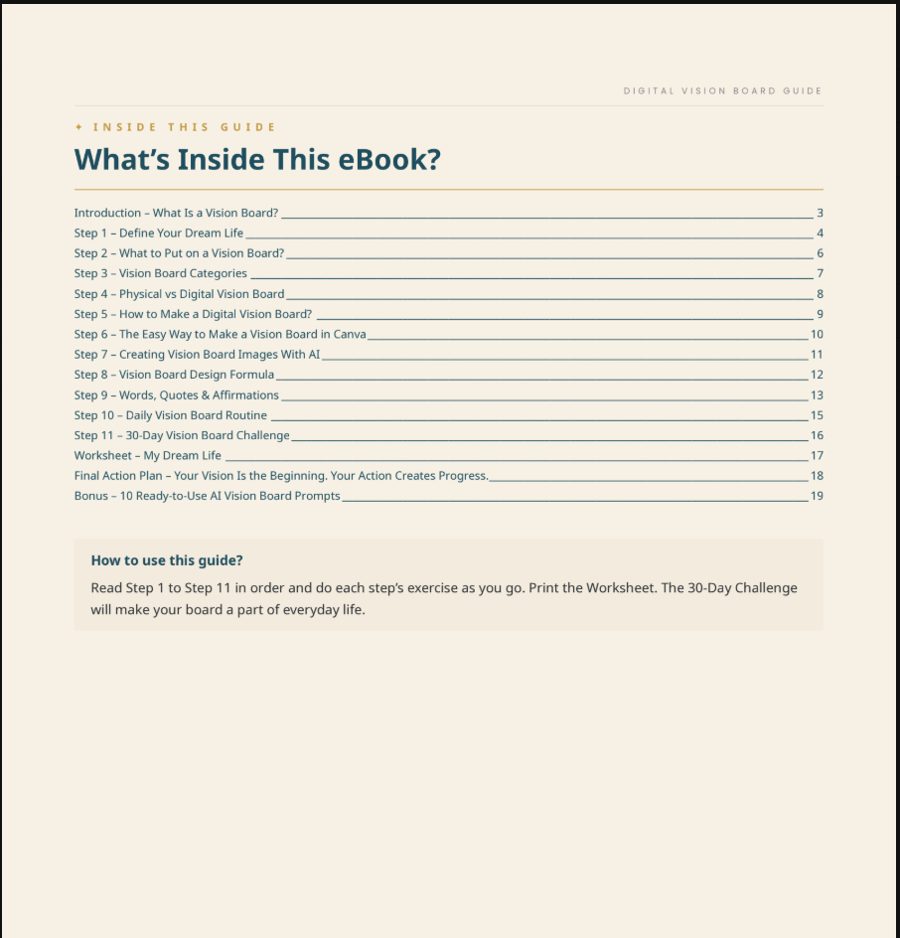 DIGITAL VISION BOARD GUIDE
✦ INSIDE THIS GUIDE
What’s Inside This eBook?
Introduction – What Is a Vision Board? 3
Step 1 – Define Your Dream Life 4
Step 2 – What to Put on a Vision Board? 6
Step 3 – Vision Board Categories 7
Step 4 – Physical vs Digital Vision Board 8
Step 5 – How to Make a Digital Vision Board? 9
Step 6 – The Easy Way to Make a Vision Board in Canva 10
Step 7 – Creating Vision Board Images With AI 11
Step 8 – Vision Board Design Formula 12
Step 9 – Words, Quotes & Affirmations 13
Step 10 – Daily Vision Board Routine 15
Step 11 – 30-Day Vision Board Challenge 16
Worksheet – My Dream Life 17
Final Action Plan – Your Vision Is the Beginning. Your Action Creates Progress. 18
Bonus – 10 Ready-to-Use AI Vision Board Prompts 19
How to use this guide?
Read Step 1 to Step 11 in order and do each step’s exercise as you go. Print the Worksheet. The 30-Day Challenge
will make your board a part of everyday life.